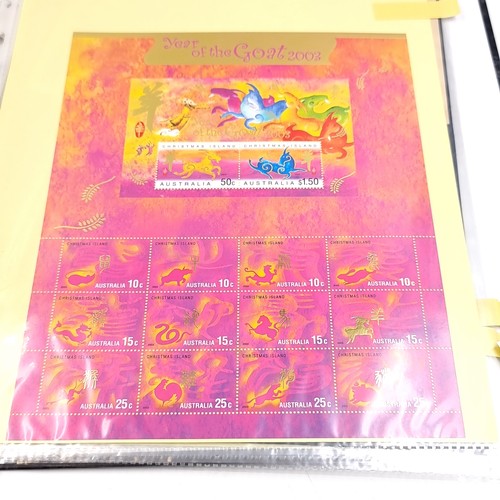 Year of the Goat 2003
CHRISTMAS ISLAND CHRISTMAS ISLAND
AUSTRALIA 50c AUSTRALIA $1.50
CHRISTMAS ISLAND CHRISTMAS ISLAND CHRISTMAS ISLAND CHRISTMAS ISLAND
AUSTRALIA 10c AUSTRALIA 10c AUSTRALIA 10c AUSTRALIA 10c
CHRISTMAS ISLAND CHRISTMAS ISLAND CHRISTMAS ISLAND CHRISTMAS ISLAND
羊
AUSTRALIA 15c AUSTRALIA 15c AUSTRALIA 15c AUSTRALIA 15c
CHRISTMAS ISLAND CHRISTMAS ISLAND CHRISTMAS ISLAND CHRISTMAS ISLAND
AUSTRALIA 25c AUSTRALIA 25c AUSTRALIA 25c AUSTRALIA 25c